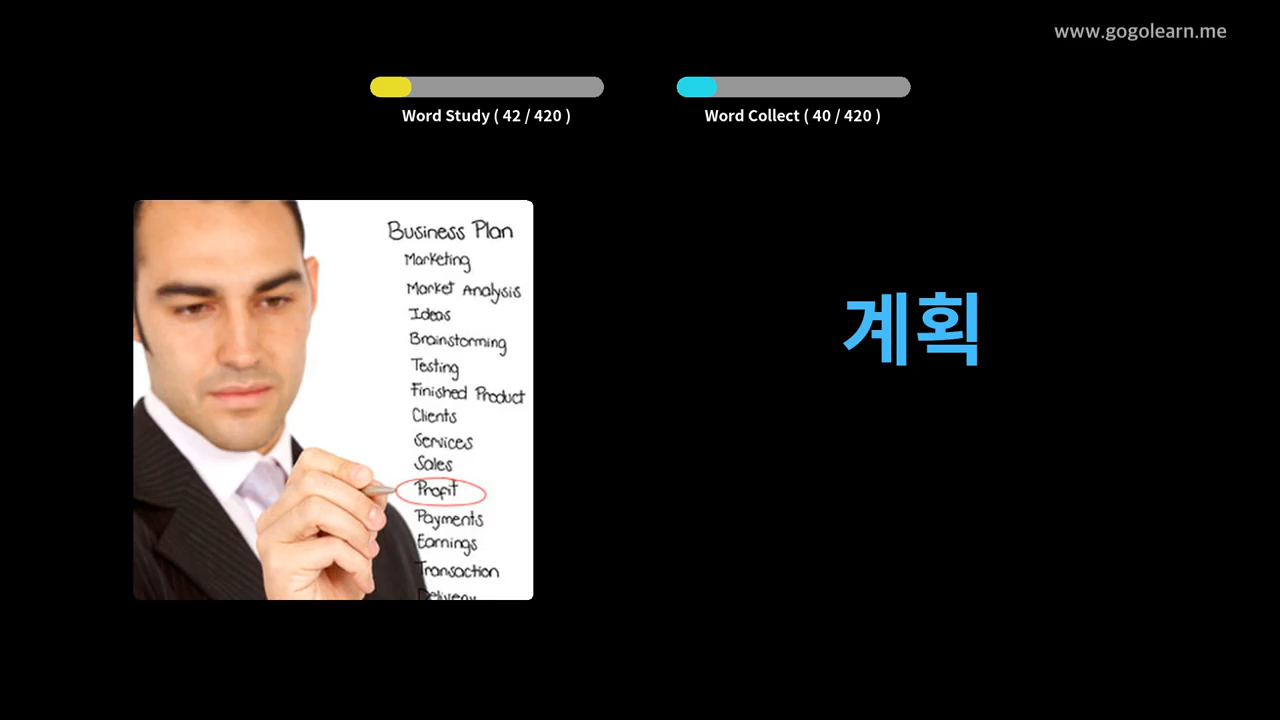 www.gogolearn.me
Word Study ( 42 / 420 )
Word Collect ( 40 / 420 )
Business Plan
Marketing
Market Analysis
Ideas
Brainstorming
Testing
Finished Product
Clients
Services
Sales
Profit
Payments
Earnings
Transaction
Delivery
계획